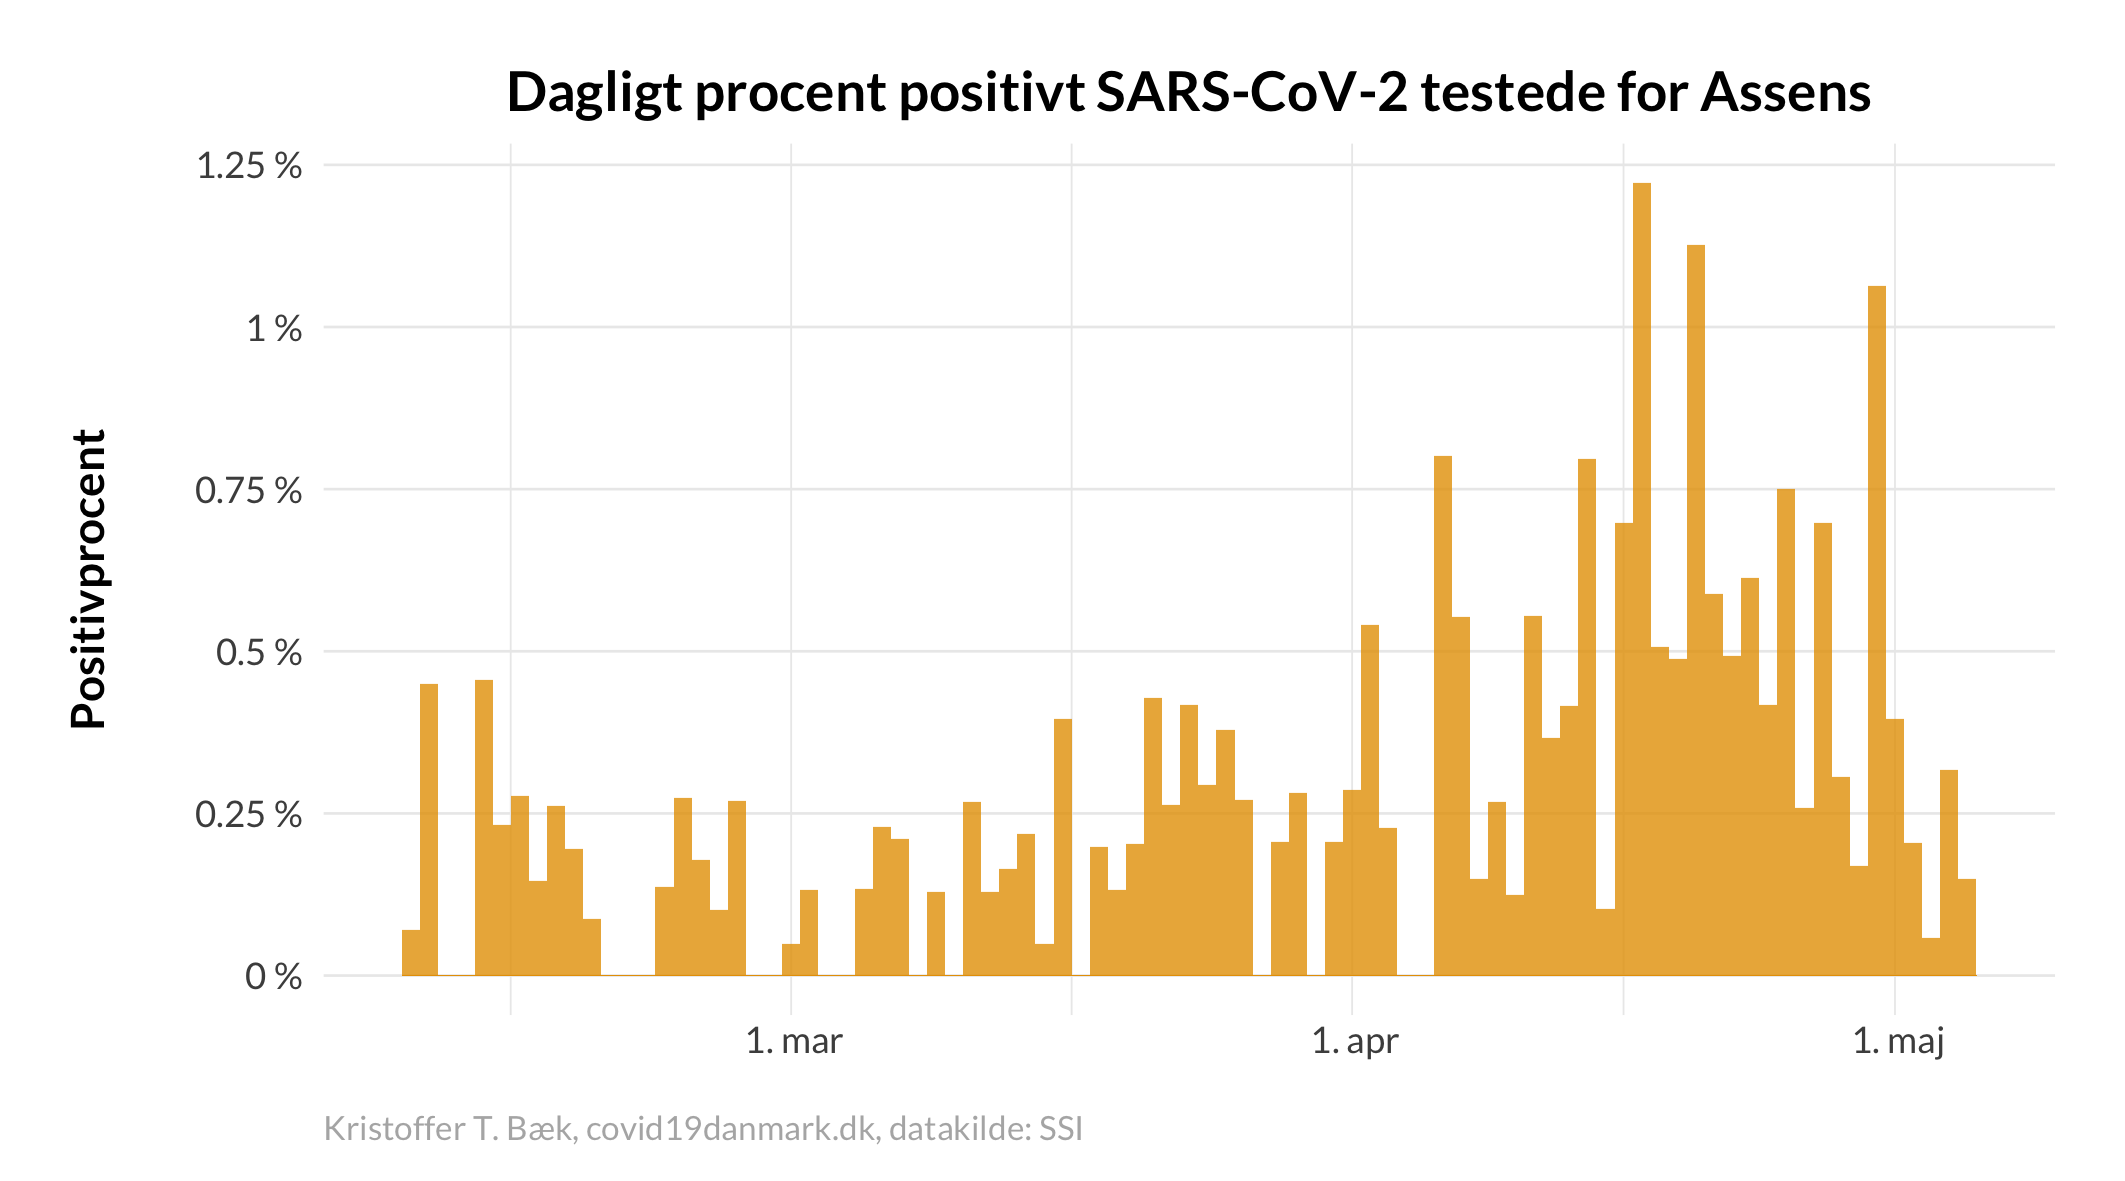 Dagligt procent positivt SARS-CoV-2 testede for Assens
1.25 %
1 %
0.75 %
0.5 %
0.25 %
0 %
Positivprocent
1. mar
1. apr
1. maj
Kristoffer T. Bæk, covid19danmark.dk, datakilde: SSI